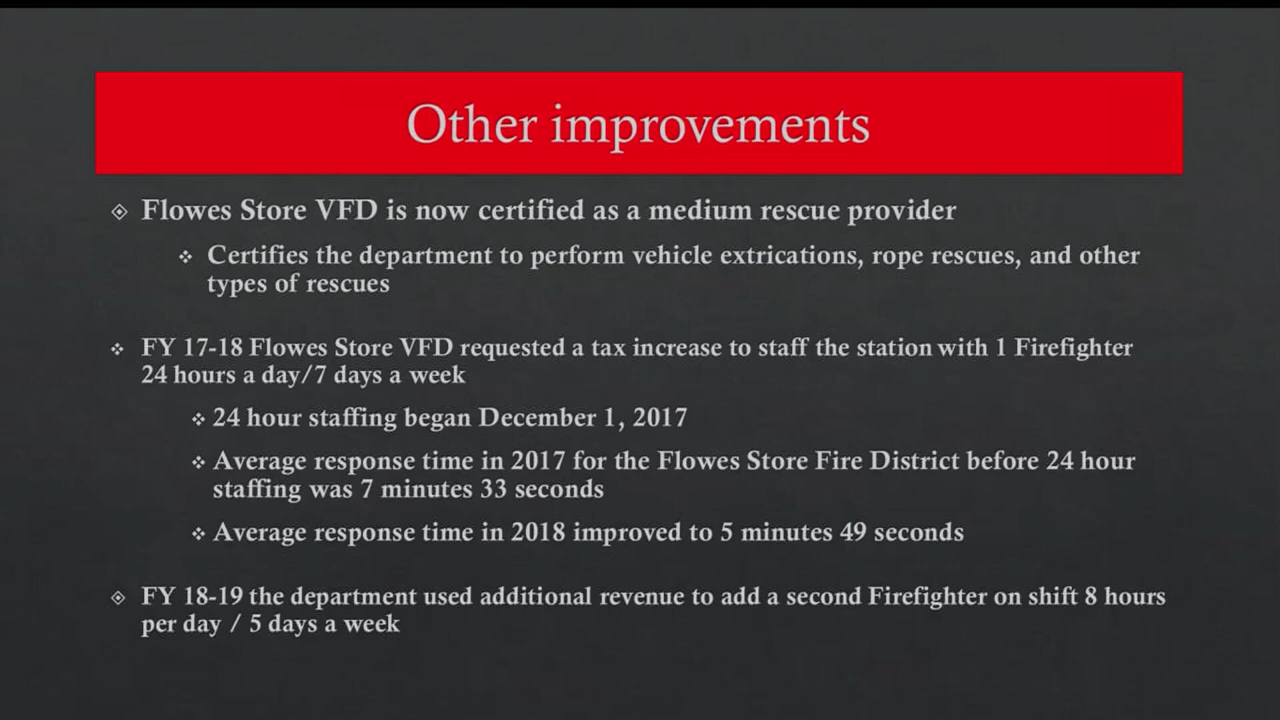 Other improvements
Flowes Store VFD is now certified as a medium rescue provider
Certifies the department to perform vehicle extrications, rope rescues, and other
types of rescues
FY 17-18 Flowes Store VFD requested a tax increase to staff the station with 1 Firefighter
24 hours a day/7 days a week
24 hour staffing began December 1, 2017
Average response time in 2017 for the Flowes Store Fire District before 24 hour
staffing was 7 minutes 33 seconds
Average response time in 2018 improved to 5 minutes 49 seconds
FY 18-19 the department used additional revenue to add a second Firefighter on shift 8 hours
per day / 5 days a week